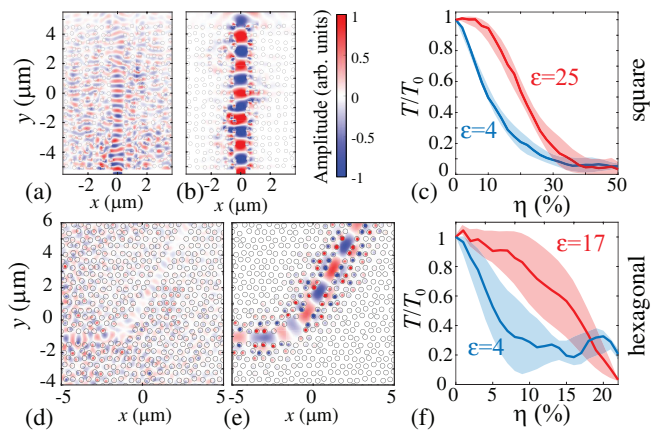 y (μm)
4
2
0
-2
-4
-2 0 2
x (μm)
(a)
-2 0 2
x (μm)
(b)
Amplitude (arb. units)
1
0.5
0
-0.5
-1
T/T0
1
0.8
0.6
0.4
0.2
0
0 10 30 50
η (%)
ε=25
ε=4
(c)
square
y (μm)
6
4
2
0
-2
-4
-5 0 5
x (μm)
(d)
-5 0 5
x (μm)
(e)
T/T0
1.2
1
0.8
0.6
0.4
0.2
0 5 10 15 20
η (%)
ε=17
ε=4
(f)
hexagonal